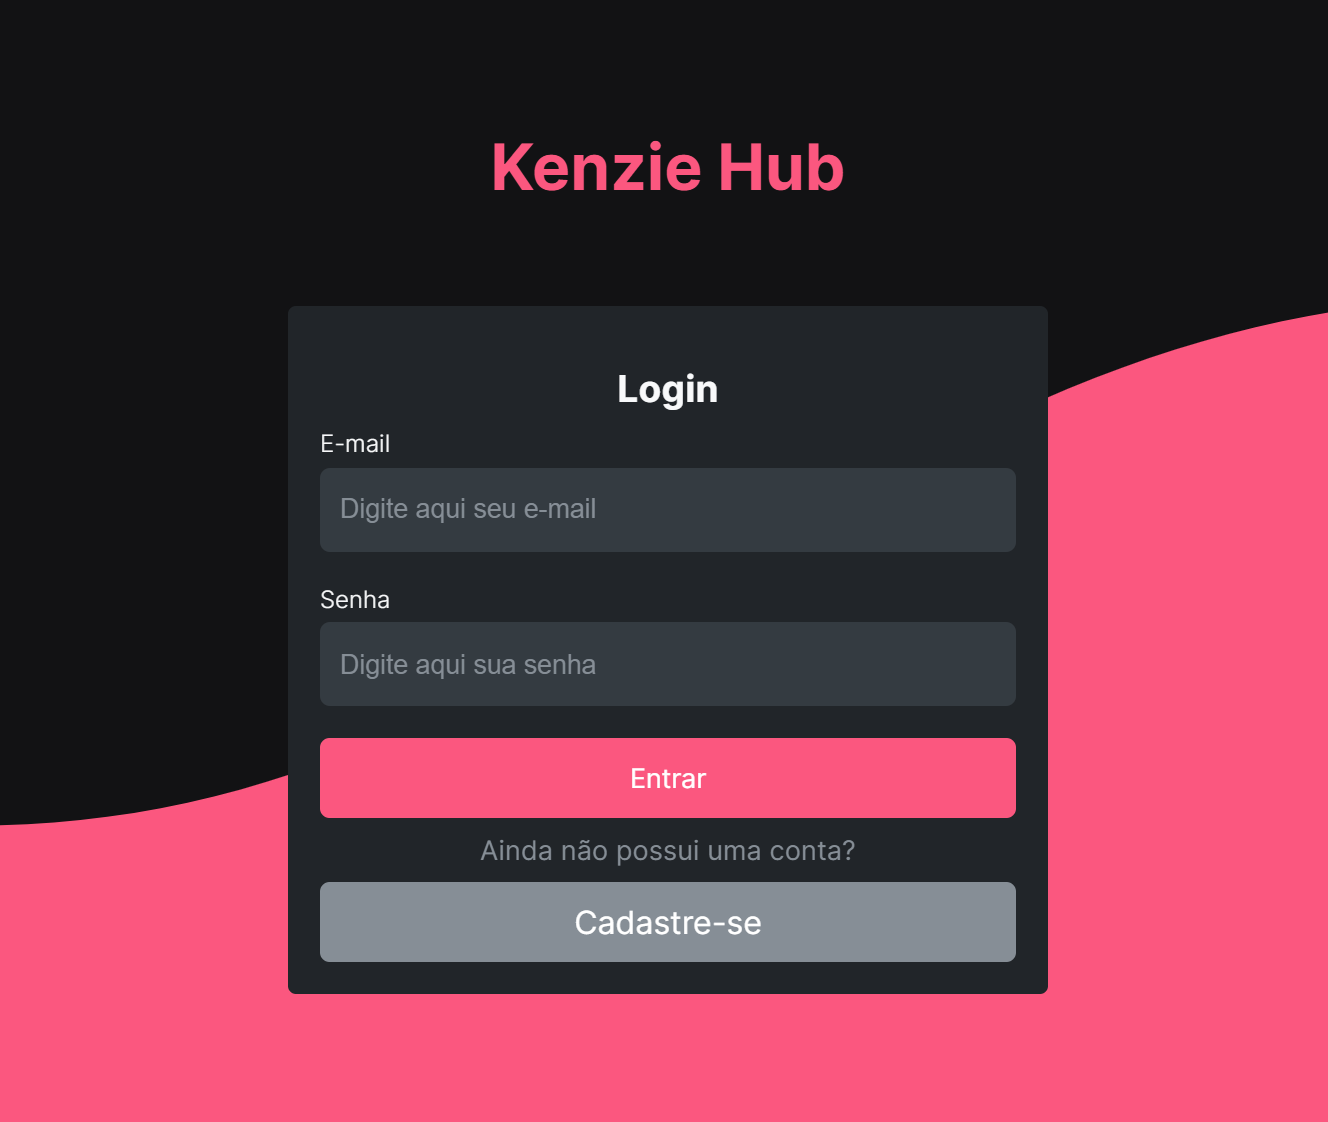 Kenzie Hub
Login
E-mail
Digite aqui seu e-mail
Senha
Digite aqui sua senha
Entrar
Ainda não possui uma conta?
Cadastre-se